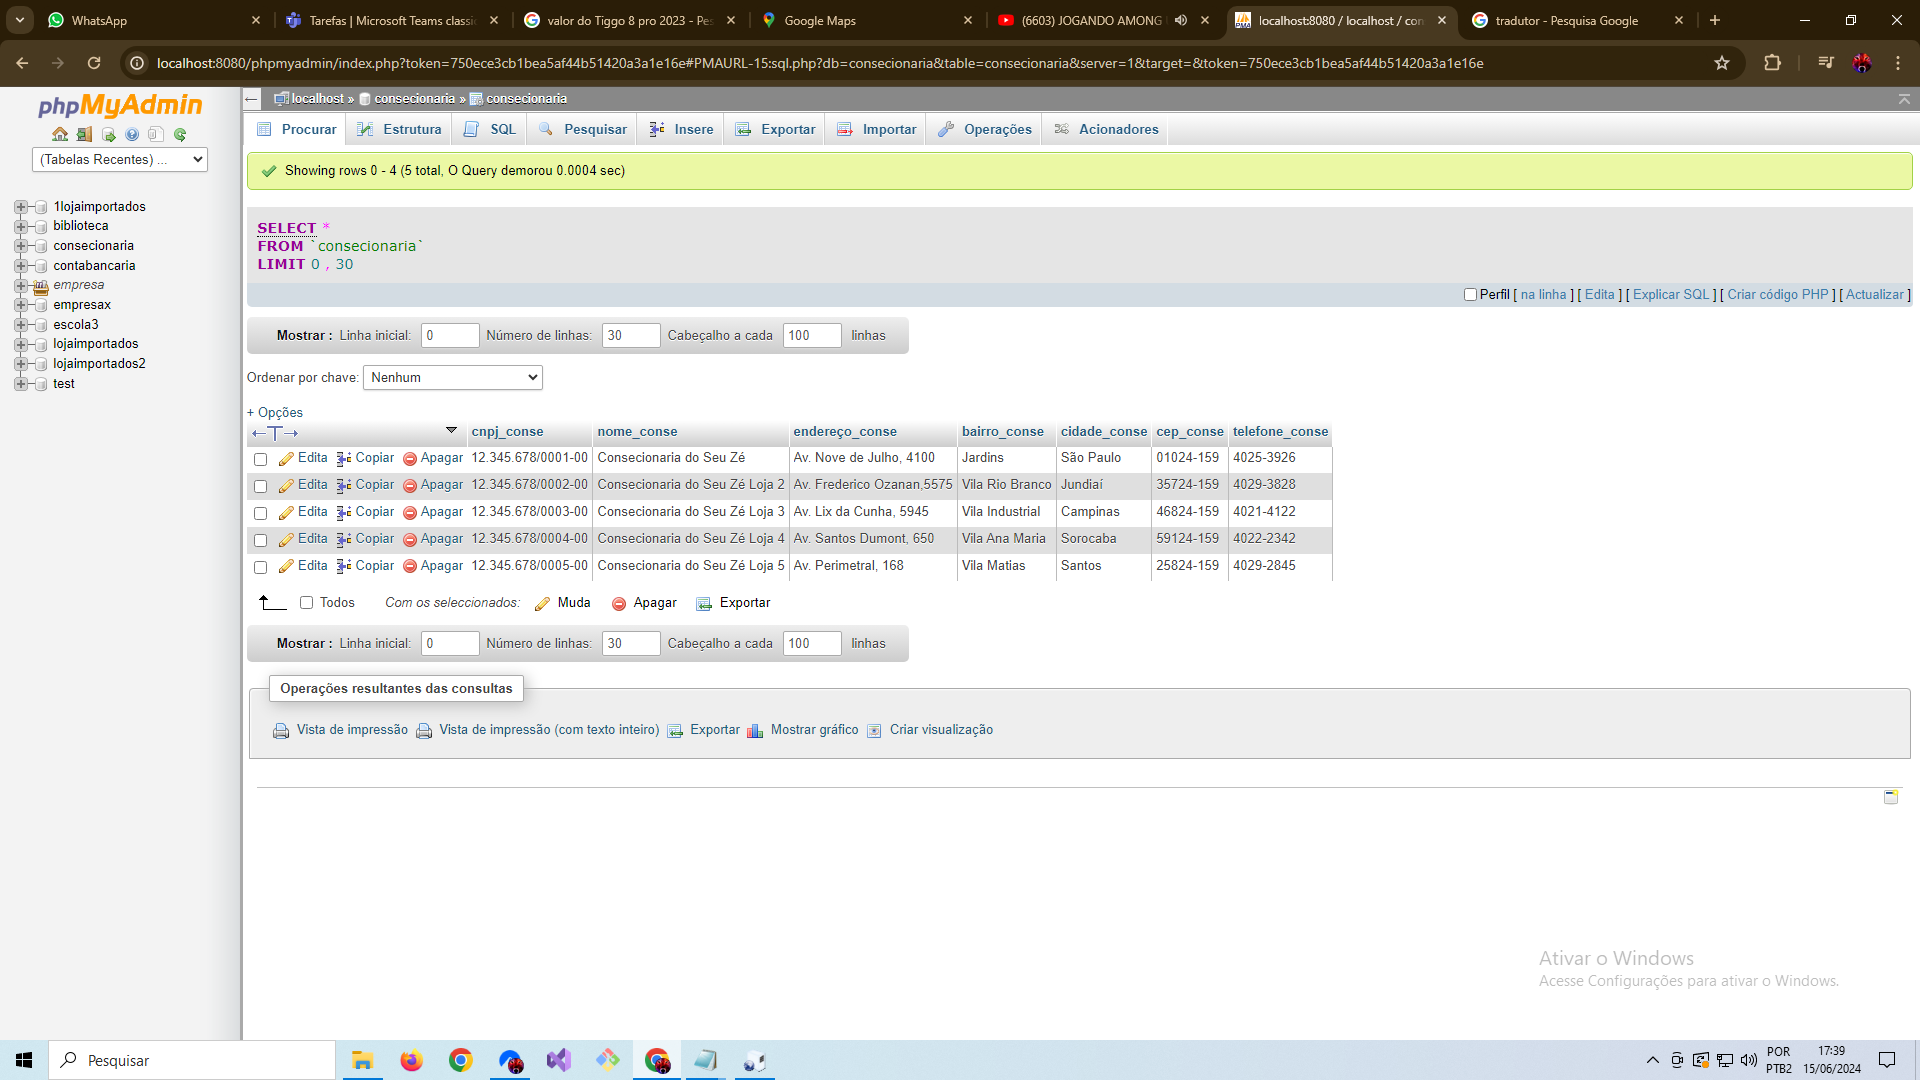 WhatsApp
Tarefas | Microsoft Teams classic
valor do Tiggo 8 pro 2023 - Pes
Google Maps
(6603) JOGANDO AMONG
localhost:8080 / localhost / con
tradutor - Pesquisa Google
localhost:8080/phpmyadmin/index.php?token=750ece3cb1bea5af44b51420a3a1e16e#PMAURL-15:sql.php?db=consecionaria&table=consecionaria&server=1&target=&token=750ece3cb1bea5af44b51420a3a1e16e
phpMyAdmin
(Tabelas Recentes) ...
1lojaimportados
biblioteca
consecionaria
contabancaria
empresa
empresax
escola3
lojaimportados
lojaimportados2
test
localhost » consecionaria » consecionaria
Procurar Estrutura SQL Pesquisar Insere Exportar Importar Operações Acionadores
Showing rows 0 - 4 (5 total, O Query demorou 0.0004 sec)
SELECT *
FROM `consecionaria`
LIMIT 0 , 30
Perfil [ na linha ] [ Edita ] [ Explicar SQL ] [ Criar código PHP ] [ Actualizar ]
Mostrar : Linha inicial: 0 Número de linhas: 30 Cabeçalho a cada 100 linhas
Ordenar por chave: Nenhum
+ Opções
cnpj_conse nome_conse endereço_conse bairro_conse cidade_conse cep_conse telefone_conse
Edita Copiar Apagar 12.345.678/0001-00 Consecionaria do Seu Zé Av. Nove de Julho, 4100 Jardins São Paulo 01024-159 4025-3926
Edita Copiar Apagar 12.345.678/0002-00 Consecionaria do Seu Zé Loja 2 Av. Frederico Ozanan,5575 Vila Rio Branco Jundiaí 35724-159 4029-3828
Edita Copiar Apagar 12.345.678/0003-00 Consecionaria do Seu Zé Loja 3 Av. Lix da Cunha, 5945 Vila Industrial Campinas 46824-159 4021-4122
Edita Copiar Apagar 12.345.678/0004-00 Consecionaria do Seu Zé Loja 4 Av. Santos Dumont, 650 Vila Ana Maria Sorocaba 59124-159 4022-2342
Edita Copiar Apagar 12.345.678/0005-00 Consecionaria do Seu Zé Loja 5 Av. Perimetral, 168 Vila Matias Santos 25824-159 4029-2845
Todos Com os seleccionados: Muda Apagar Exportar
Mostrar : Linha inicial: 0 Número de linhas: 30 Cabeçalho a cada 100 linhas
Operações resultantes das consultas
Vista de impressão Vista de impressão (com texto inteiro) Exportar Mostrar gráfico Criar visualização
Ativar o Windows
Acesse Configurações para ativar o Windows.
Pesquisar
POR
PTB2
17:39
15/06/2024